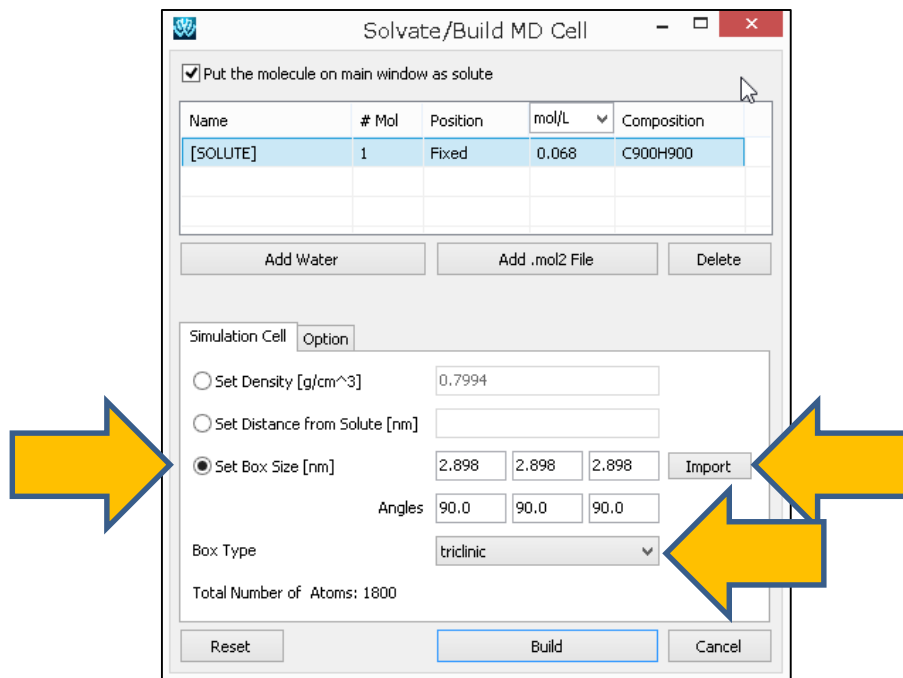 Solvate/Build MD Cell
Put the molecule on main window as solute
Name # Mol Position mol/L Composition
[SOLUTE] 1 Fixed 0.068 C900H900
Add Water Add .mol2 File Delete
Simulation Cell Option
Set Density [g/cm^3] 0.7994
Set Distance from Solute [nm]
Set Box Size [nm] 2.898 2.898 2.898 Import
Angles 90.0 90.0 90.0
Box Type triclinic
Total Number of Atoms: 1800
Reset Build Cancel